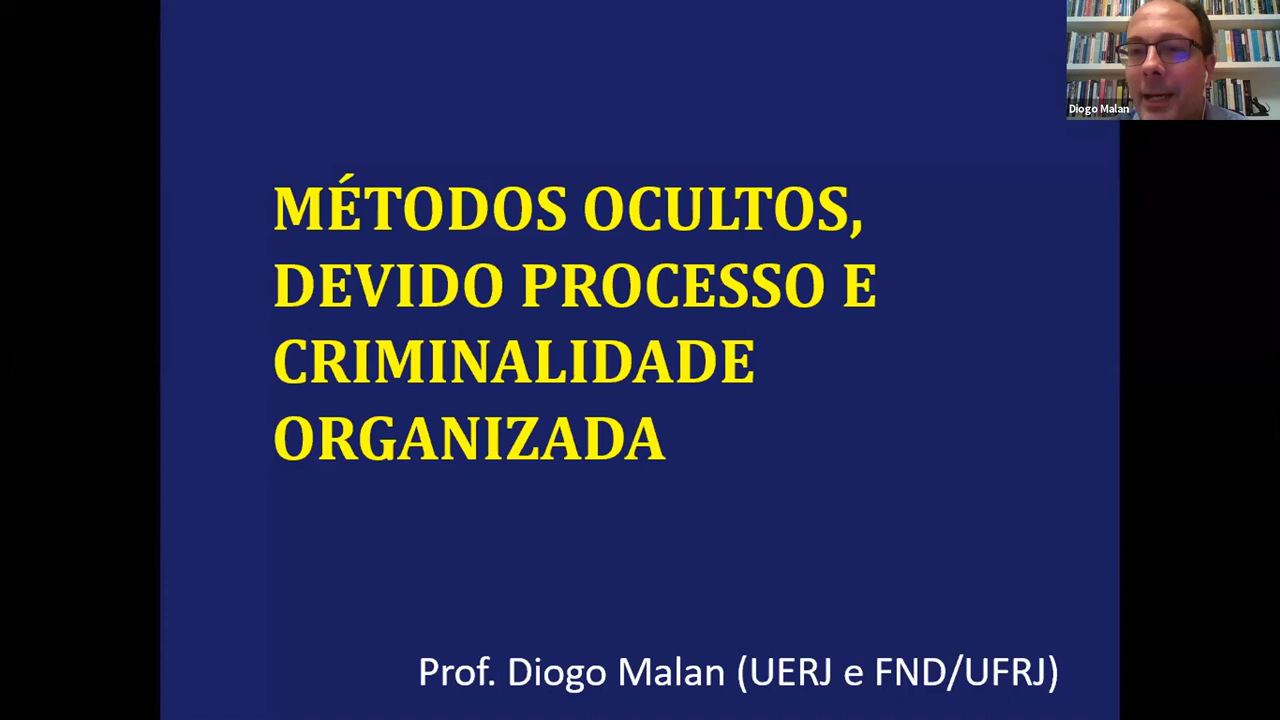 Diogo Malan
MÉTODOS OCULTOS,
DEVIDO PROCESSO E
CRIMINALIDADE
ORGANIZADA
Prof. Diogo Malan (UERJ e FND/UFRJ)